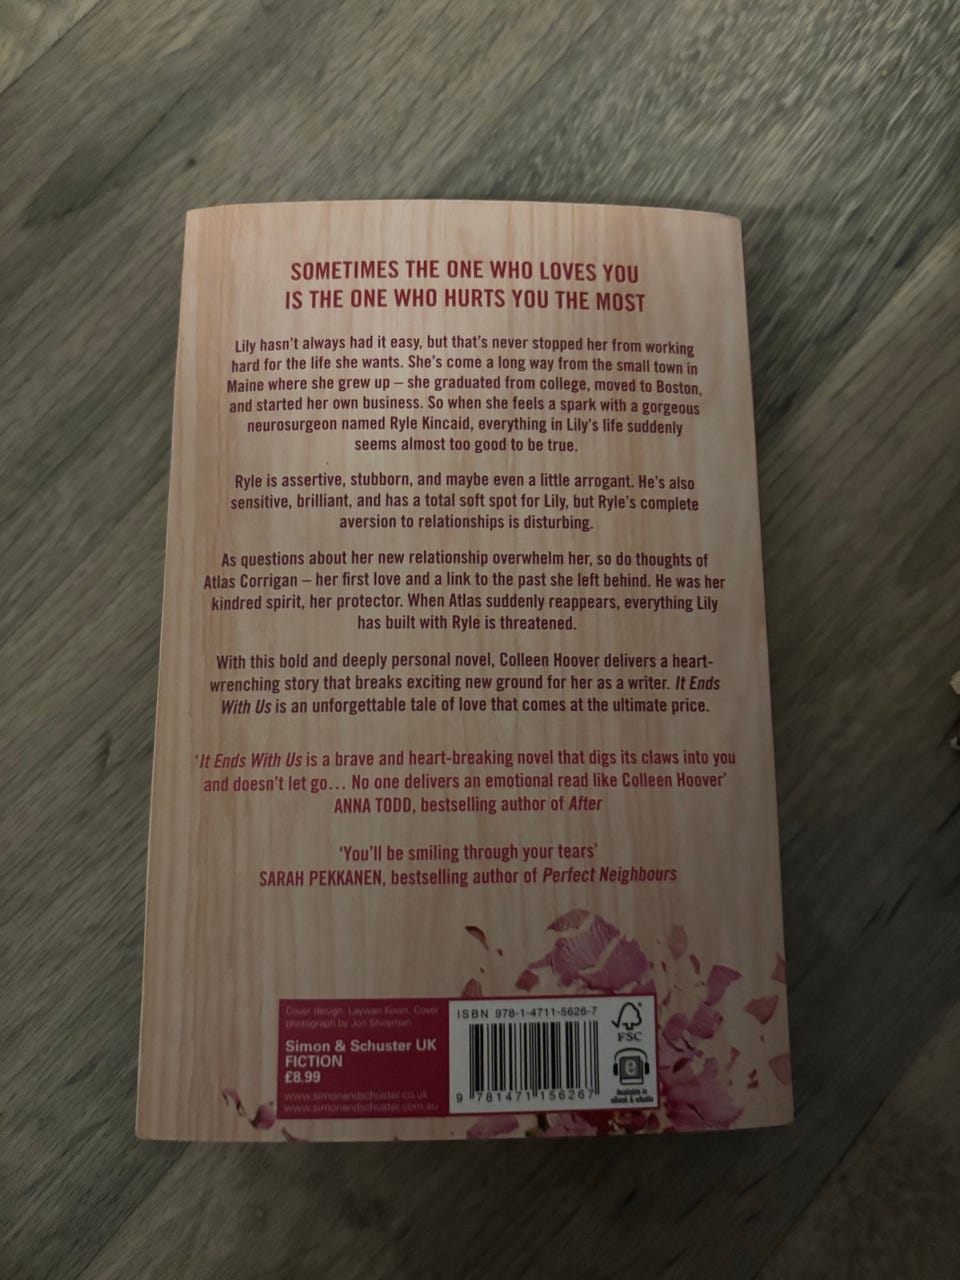 SOMETIMES THE ONE WHO LOVES YOU
IS THE ONE WHO HURTS YOU THE MOST
Lily hasn't always had it easy, but that's never stopped her from working
hard for the life she wants. She's come a long way from the small town in
Maine where she grew up – she graduated from college, moved to Boston,
and started her own business. So when she feels a spark with a gorgeous
neurosurgeon named Ryle Kincaid, everything in Lily's life suddenly
seems almost too good to be true.
Ryle is assertive, stubborn, and maybe even a little arrogant. He's also
sensitive, brilliant, and has a total soft spot for Lily, but Ryle's complete
aversion to relationships is disturbing.
As questions about her new relationship overwhelm her, so do thoughts of
Atlas Corrigan – her first love and a link to the past she left behind. He was her
kindred spirit, her protector. When Atlas suddenly reappears, everything Lily
has built with Ryle is threatened.
With this bold and deeply personal novel, Colleen Hoover delivers a heart-
wrenching story that breaks exciting new ground for her as a writer. It Ends
With Us is an unforgettable tale of love that comes at the ultimate price.
'It Ends With Us is a brave and heart-breaking novel that digs its claws into you
and doesn't let go… No one delivers an emotional read like Colleen Hoover'
ANNA TODD, bestselling author of After
'You'll be smiling through your tears'
SARAH PEKKANEN, bestselling author of Perfect Neighbours
Cover design: Laywan Kwan, Cover
photograph by Jon Shireman
Simon & Schuster UK
FICTION
£8.99
www.simonandschuster.co.uk
www.simonandschuster.com.au
ISBN 978-1-4711-5626-7
9 781471 156267
FSC
e
Available in
eBook & eAudio